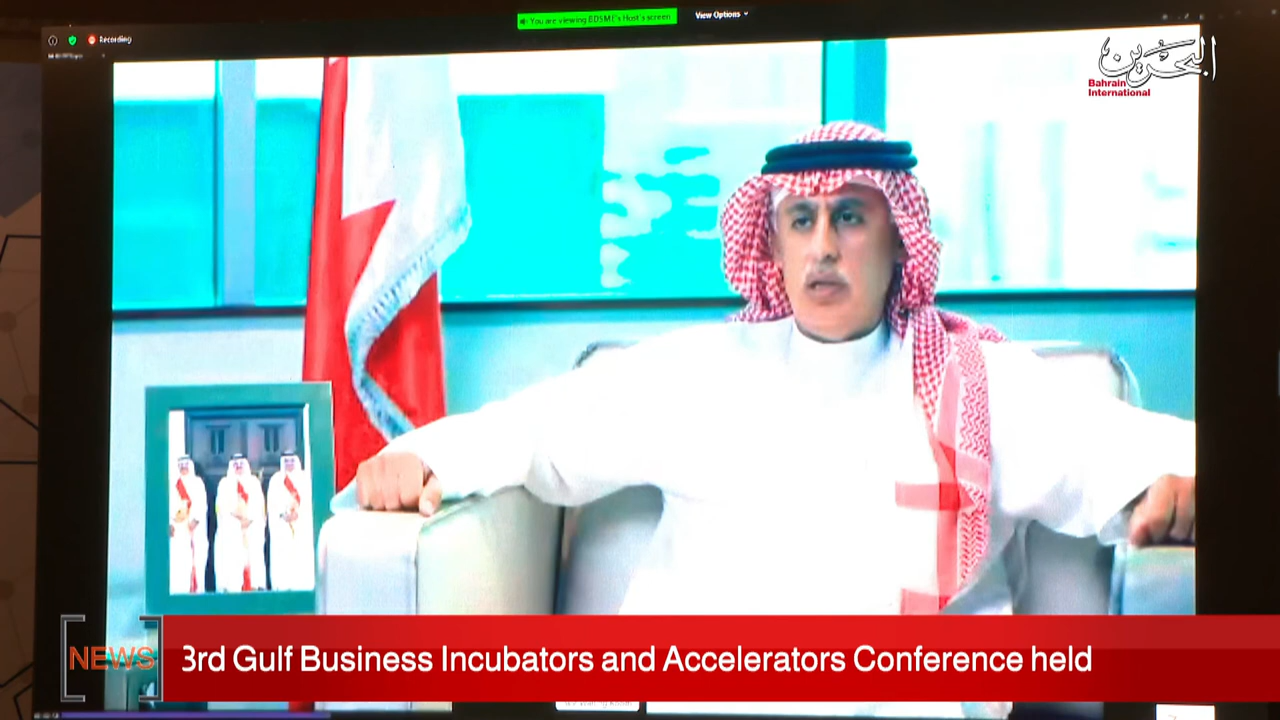 You are viewing BDSME's Host's screen
View Options
Recording
البحرين
Bahrain
International
NEWS
3rd Gulf Business Incubators and Accelerators Conference held